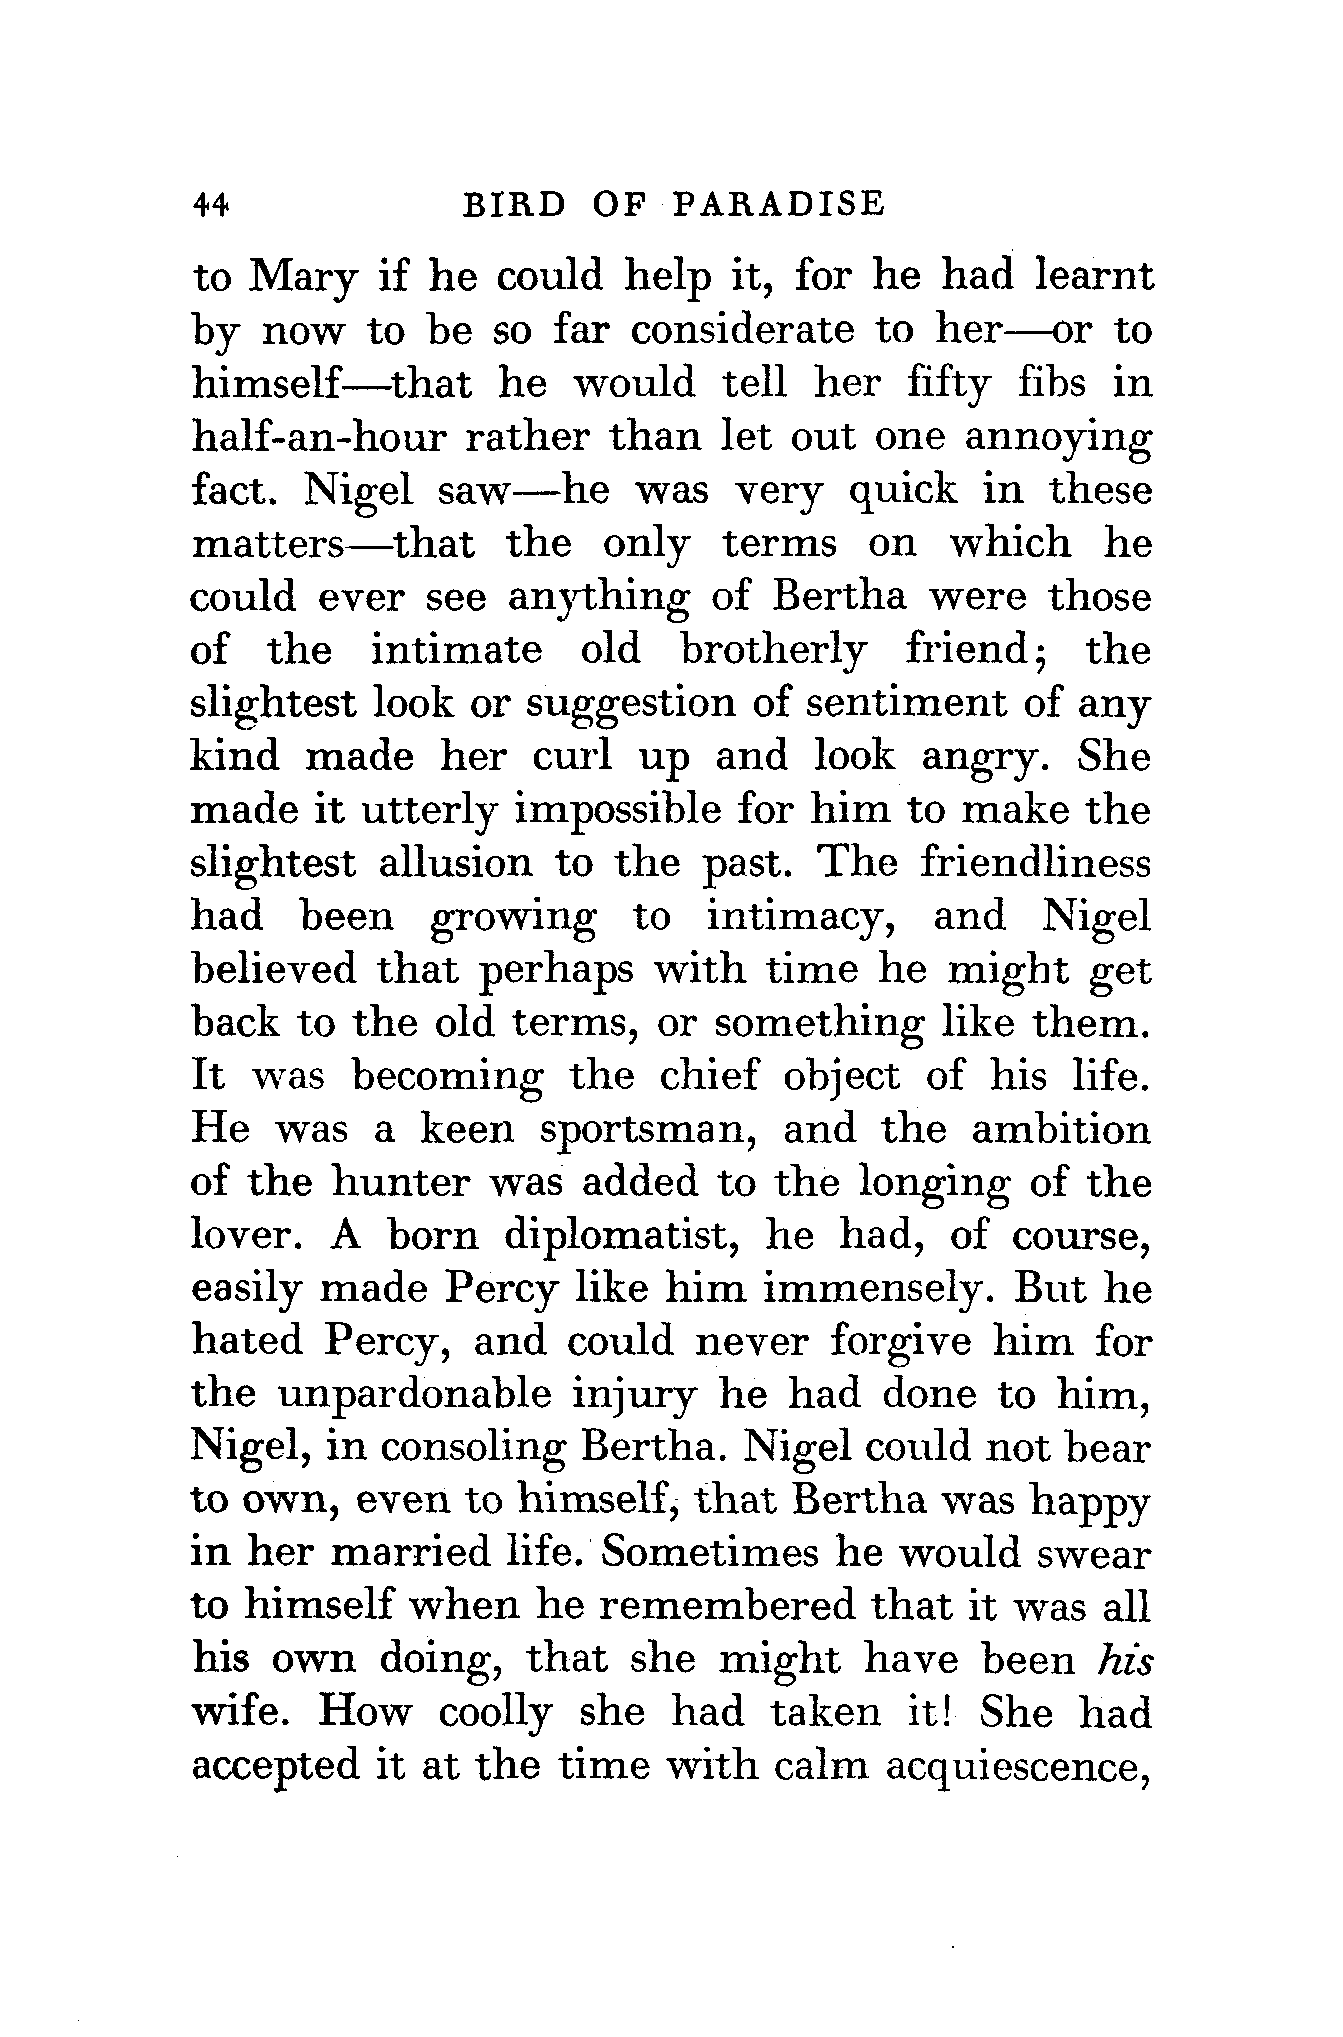 44 BIRD OF PARADISE
to Mary if he could help it, for he had learnt
by now to be so far considerate to her—or to
himself—that he would tell her fifty fibs in
half-an-hour rather than let out one annoying
fact. Nigel saw—he was very quick in these
matters—that the only terms on which he
could ever see anything of Bertha were those
of the intimate old brotherly friend; the
slightest look or suggestion of sentiment of any
kind made her curl up and look angry. She
made it utterly impossible for him to make the
slightest allusion to the past. The friendliness
had been growing to intimacy, and Nigel
believed that perhaps with time he might get
back to the old terms, or something like them.
It was becoming the chief object of his life.
He was a keen sportsman, and the ambition
of the hunter was added to the longing of the
lover. A born diplomatist, he had, of course,
easily made Percy like him immensely. But he
hated Percy, and could never forgive him for
the unpardonable injury he had done to him,
Nigel, in consoling Bertha. Nigel could not bear
to own, even to himself, that Bertha was happy
in her married life. Sometimes he would swear
to himself when he remembered that it was all
his own doing, that she might have been his
wife. How coolly she had taken it! She had
accepted it at the time with calm acquiescence,